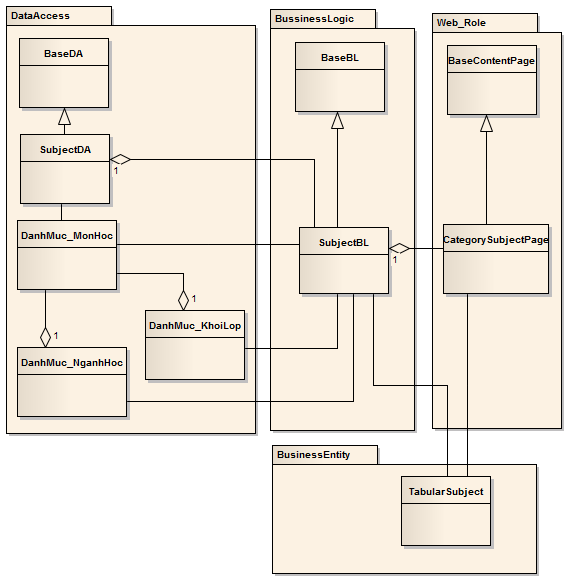 DataAccess
BaseDA
SubjectDA
1
DanhMuc_MonHoc
1
DanhMuc_KhoiLop
1
DanhMuc_NganhHoc
BussinessLogic
BaseBL
SubjectBL
1
Web_Role
BaseContentPage
CategorySubjectPage
BusinessEntity
TabularSubject